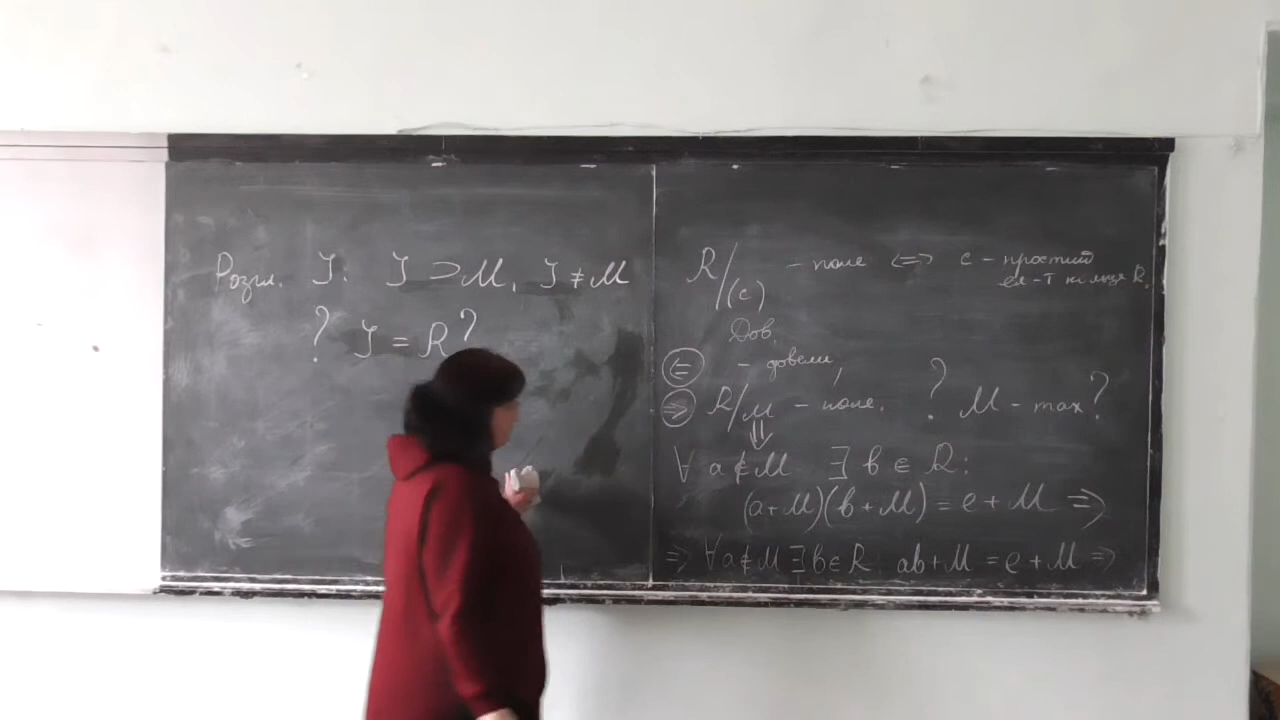 Розгл. J: J ⊃ M, J ≠ M
? J = R ?
R/(c) – поле <=> c – простий
ел-т кільця R.
Дов.
(⇐) – довели,
(⇒) R/M – поле. ? M – max ?
⇓
∀ a ∉ M ∃ b ∈ R:
(a+M)(b+M) = e + M ⇒
⇒ ∀ a ∉ M ∃ b ∈ R ab + M = e + M ⇒